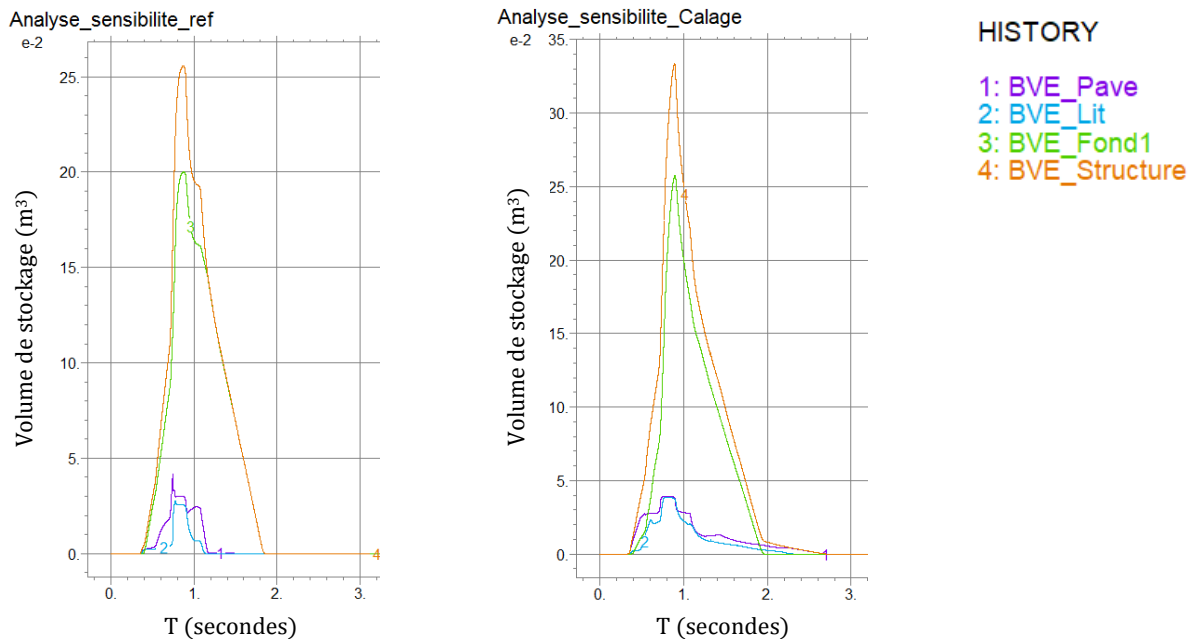 Analyse_sensibilite_ref
e-2
25.
20.
15.
10.
5.
0.
0.
1.
2.
3.
Volume de stockage (m³)
T (secondes)
3
2
1
4
Analyse_sensibilite_Calage
e-2
35.
30.
25.
20.
15.
10.
5.
0.
0.
1.
2.
3.
Volume de stockage (m³)
T (secondes)
4
2
1
HISTORY
1: BVE_Pave
2: BVE_Lit
3: BVE_Fond1
4: BVE_Structure